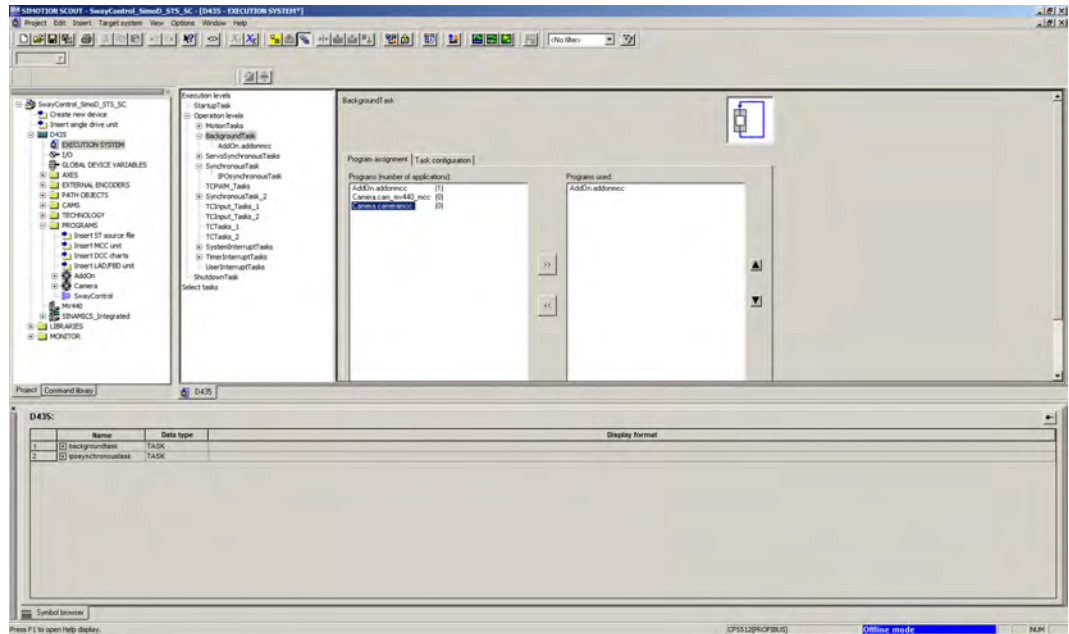 SIMOTION SCOUT - SwayControl_SimoD_STS_SC - [D435 - EXECUTION SYSTEM*]
Project Edit Insert Target system View Options Window Help
<No filter>
SwayControl_SimoD_STS_SC
Create new device
Insert single drive unit
D435
EXECUTION SYSTEM
I/O
GLOBAL DEVICE VARIABLES
AXES
EXTERNAL ENCODERS
PATH OBJECTS
CAMS
TECHNOLOGY
PROGRAMS
Insert ST source file
Insert MCC unit
Insert DCC charts
Insert LAD/FBD unit
AddOn
Camera
SwayControl
MV440
SINAMICS_Integrated
LIBRARIES
MONITOR
Project Command library
Execution levels
StartupTask
Operation levels
MotionTasks
BackgroundTask
AddOn.addonmcc
ServoSynchronousTasks
SynchronousTask
IPOsynchronousTask
TCPWM_Tasks
SynchronousTask_2
TCInput_Tasks_1
TCInput_Tasks_2
TCTasks_1
TCTasks_2
SystemInterruptTasks
TimerInterruptTasks
UserInterruptTasks
ShutdownTask
Select tasks
D435
BackgroundTask
Program assignment Task configuration
Programs (number of applications):
AddOn.addonmcc (1)
Camera.cam_mv440_mcc (0)
Camera.cameramcc (0)
>>
<<
Programs used:
AddOn.addonmcc
D435:
Name Data type Display format
1 backgroundtask TASK
2 iposynchronoustask TASK
Symbol browser
Press F1 to open Help display. CP5512(PROFIBUS) Offline mode NUM